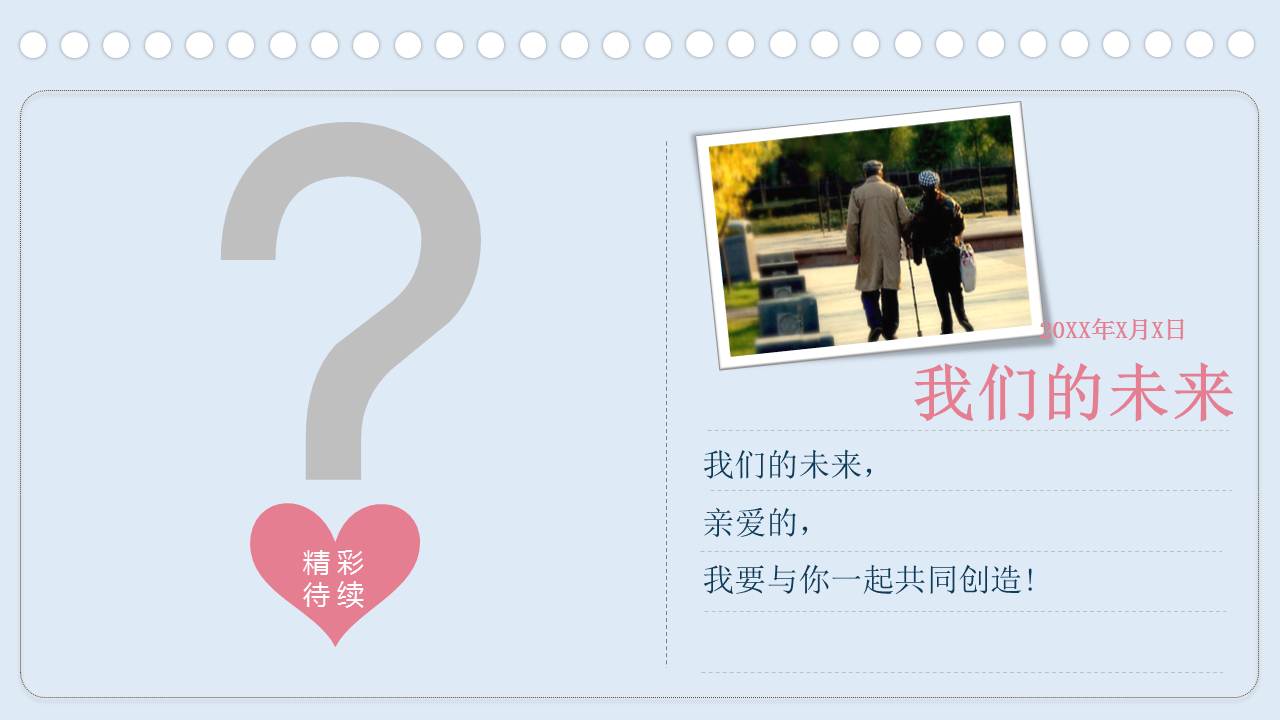 精彩
待续
20XX年X月X日
我们的未来
我们的未来，
亲爱的，
我要与你一起共同创造！